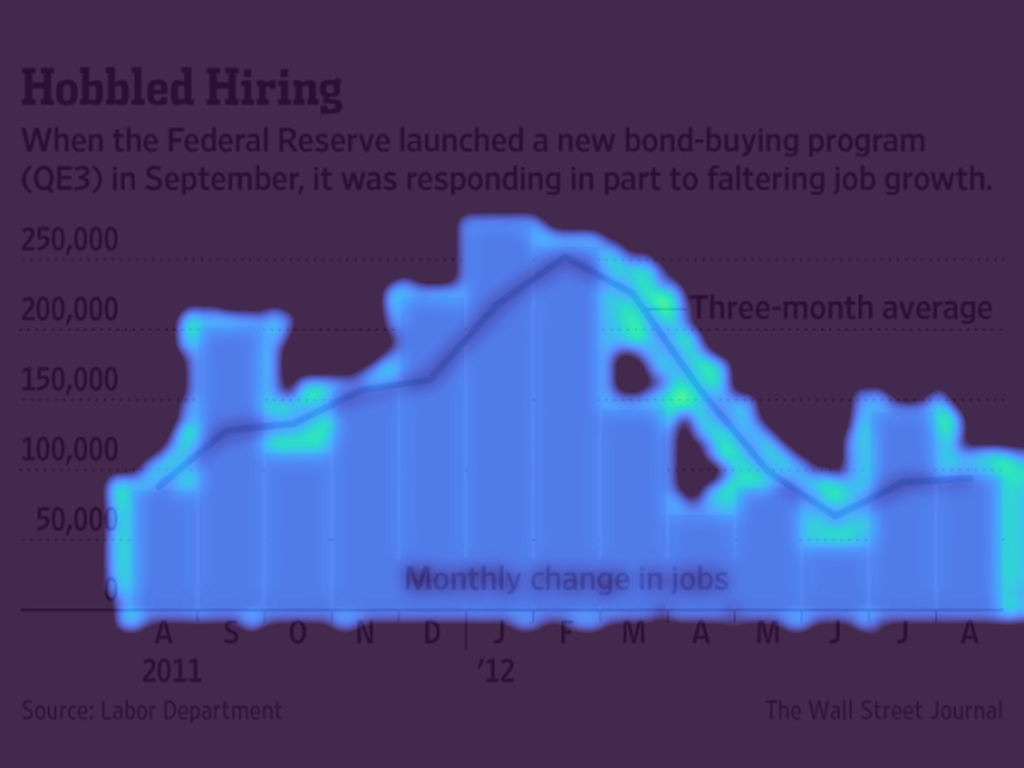 Hobbled Hiring
When the Federal Reserve launched a new bond-buying program
(QE3) in September, it was responding in part to faltering job growth.
250,000
200,000
Three-month average
150,000
100,000
50,000
0
Monthly change in jobs
A S O N D J F M A M J J A
2011 '12
Source: Labor Department
The Wall Street Journal